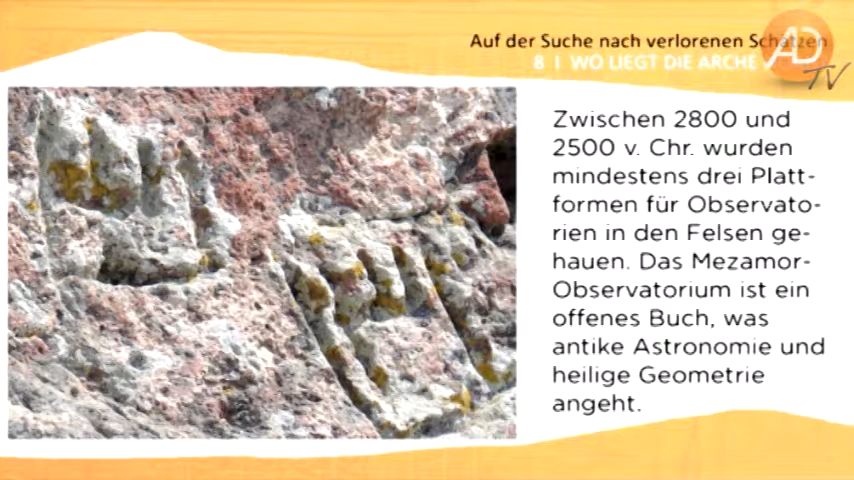 Auf der Suche nach verlorenen Schätzen
8 I WO LIEGT DIE ARCHE
AD
TV
Zwischen 2800 und
2500 v. Chr. wurden
mindestens drei Platt-
formen für Observato-
rien in den Felsen ge-
hauen. Das Mezamor-
Observatorium ist ein
offenes Buch, was
antike Astronomie und
heilige Geometrie
angeht.